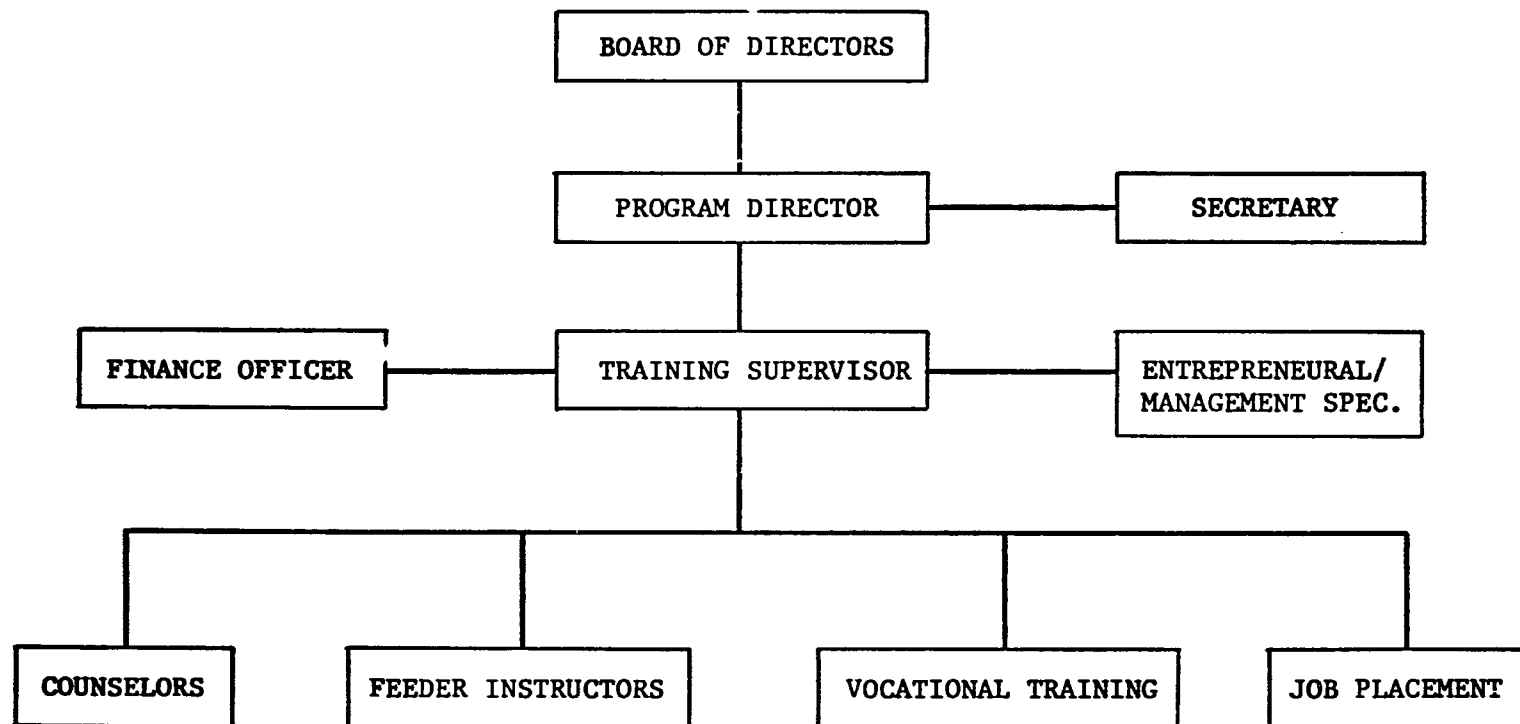 BOARD OF DIRECTORS
PROGRAM DIRECTOR
SECRETARY
FINANCE OFFICER
TRAINING SUPERVISOR
ENTREPRENEURAL/
MANAGEMENT SPEC.
COUNSELORS
FEEDER INSTRUCTORS
VOCATIONAL TRAINING
JOB PLACEMENT